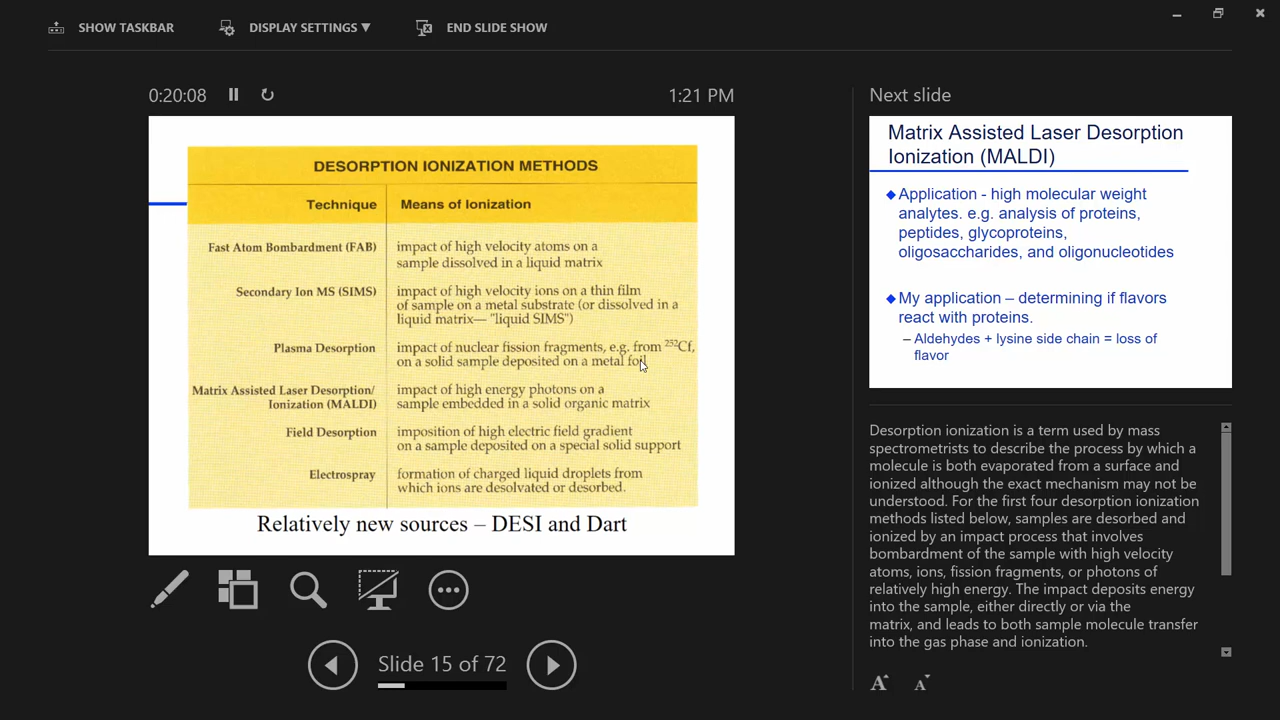 SHOW TASKBAR
DISPLAY SETTINGS ▼
END SLIDE SHOW
0:20:08
1:21 PM
DESORPTION IONIZATION METHODS
Technique
Means of Ionization
Fast Atom Bombardment (FAB)
impact of high velocity atoms on a
sample dissolved in a liquid matrix
Secondary Ion MS (SIMS)
impact of high velocity ions on a thin film
of sample on a metal substrate (or dissolved in a
liquid matrix— "liquid SIMS")
Plasma Desorption
impact of nuclear fission fragments, e.g. from ²⁵²Cf,
on a solid sample deposited on a metal foil
Matrix Assisted Laser Desorption/
Ionization (MALDI)
impact of high energy photons on a
sample embedded in a solid organic matrix
Field Desorption
imposition of high electric field gradient
on a sample deposited on a special solid support
Electrospray
formation of charged liquid droplets from
which ions are desolvated or desorbed.
Relatively new sources – DESI and Dart
Slide 15 of 72
Next slide
Matrix Assisted Laser Desorption
Ionization (MALDI)
◆Application - high molecular weight
analytes. e.g. analysis of proteins,
peptides, glycoproteins,
oligosaccharides, and oligonucleotides
◆My application – determining if flavors
react with proteins.
– Aldehydes + lysine side chain = loss of
flavor
Desorption ionization is a term used by mass
spectrometrists to describe the process by which a
molecule is both evaporated from a surface and
ionized although the exact mechanism may not be
understood. For the first four desorption ionization
methods listed below, samples are desorbed and
ionized by an impact process that involves
bombardment of the sample with high velocity
atoms, ions, fission fragments, or photons of
relatively high energy. The impact deposits energy
into the sample, either directly or via the
matrix, and leads to both sample molecule transfer
into the gas phase and ionization.
A A